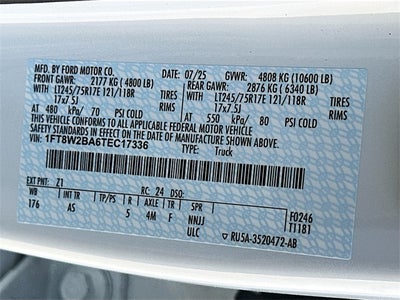 MFD. BY FORD MOTOR CO. 07/25 GVWR: 4808 KG (10600 LB)
FRONT GAWR: 2177 KG (4800 LB) REAR GAWR: 2876 KG (6340 LB)
WITH LT245/75R17E 121/118R TIRES WITH LT245/75R17E 121/118R TIRES
17x7.5J RIMS 17x7.5J RIMS
AT 480 kPa/ 70 PSI COLD AT 550 kPa/ 80 PSI COLD
THIS VEHICLE CONFORMS TO ALL APPLICABLE FEDERAL MOTOR VEHICLE SAFETY STANDARDS IN EFFECT ON THE DATE OF MANUFACTURE SHOWN ABOVE.
VIN: 1FT8W2BA6TEC17336 TYPE: Truck
EXT PNT: Z1 RC: 24 DSO:
WB INT TR TP/PS R AXLE TR SPR F0246
176 AS 5 4M F NNJJ T1181
ULC ▽ RU5A-3520472-AB